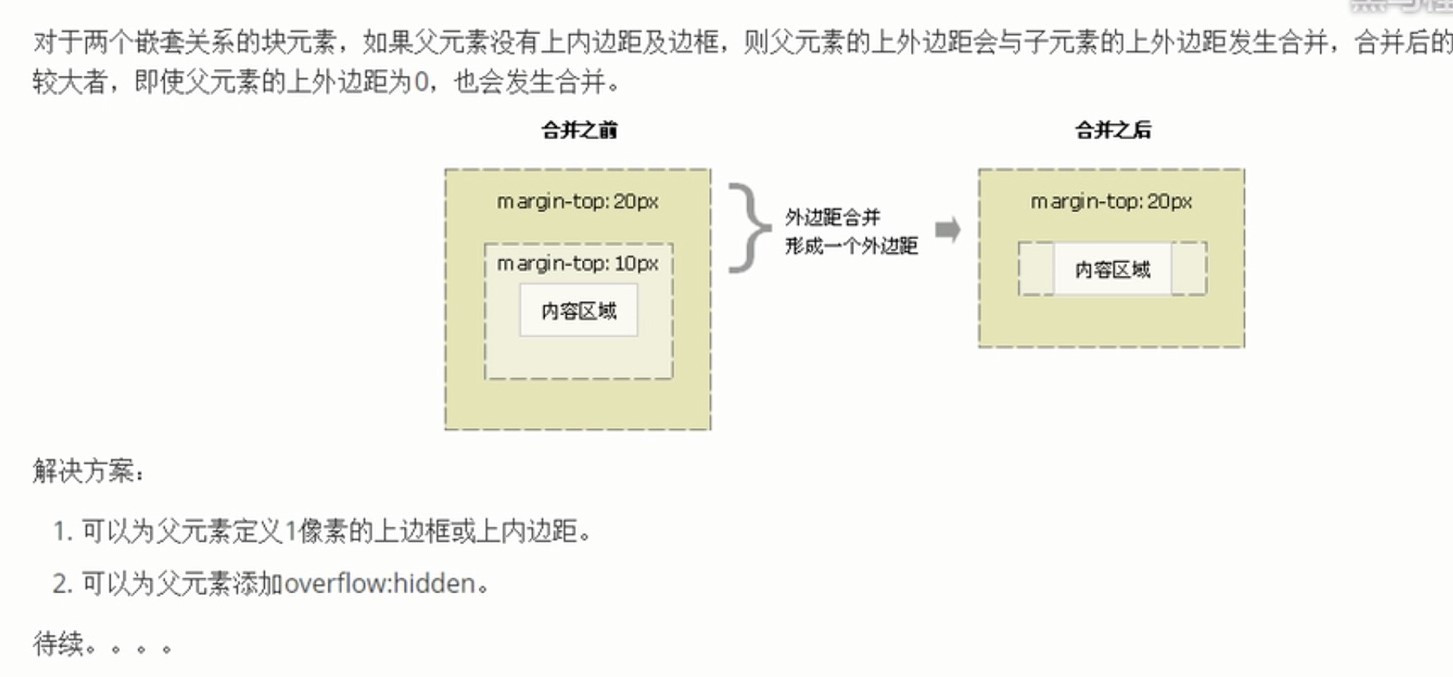 对于两个嵌套关系的块元素，如果父元素没有上内边距及边框，则父元素的上外边距会与子元素的上外边距发生合并，合并后的
较大者，即使父元素的上外边距为0，也会发生合并。
合并之前
合并之后
margin-top: 20px
margin-top: 10px
内容区域
外边距合并
形成一个外边距
margin-top: 20px
内容区域
解决方案：
1. 可以为父元素定义1像素的上边框或上内边距。
2. 可以为父元素添加overflow:hidden。
待续。。。。